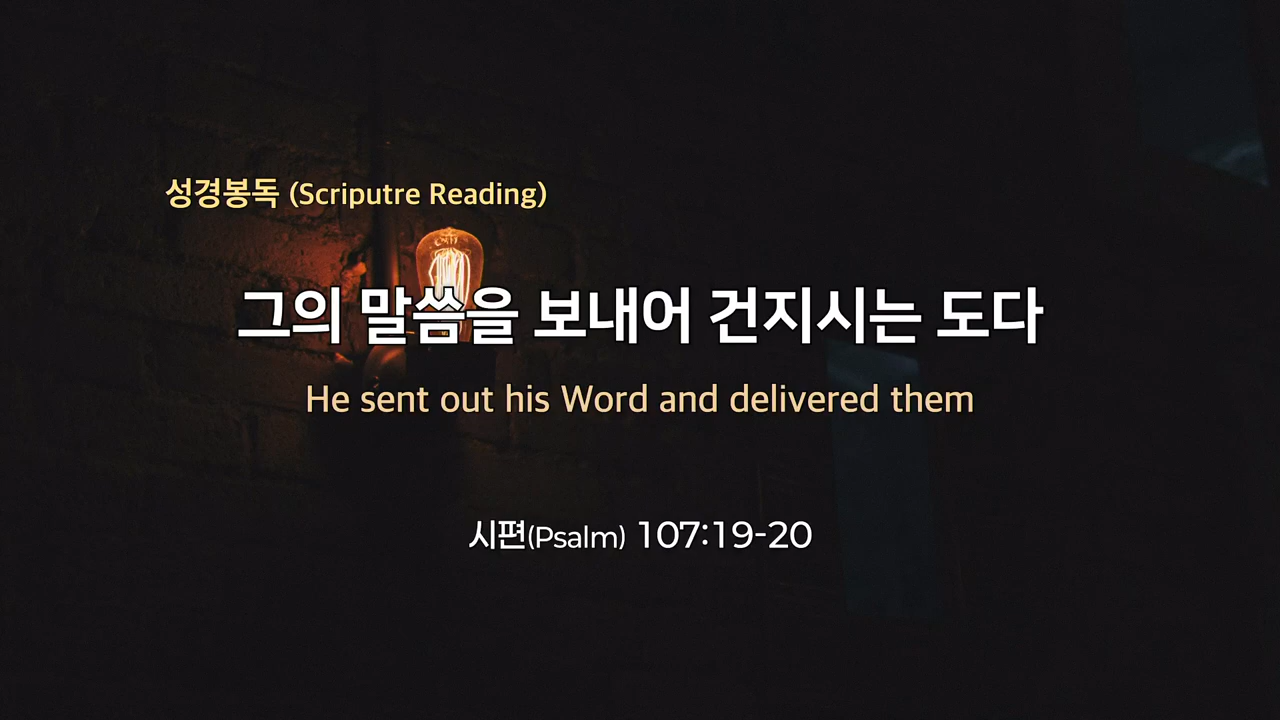 성경봉독 (Scriputre Reading)
그의 말씀을 보내어 건지시는 도다
He sent out his Word and delivered them
시편(Psalm) 107:19-20